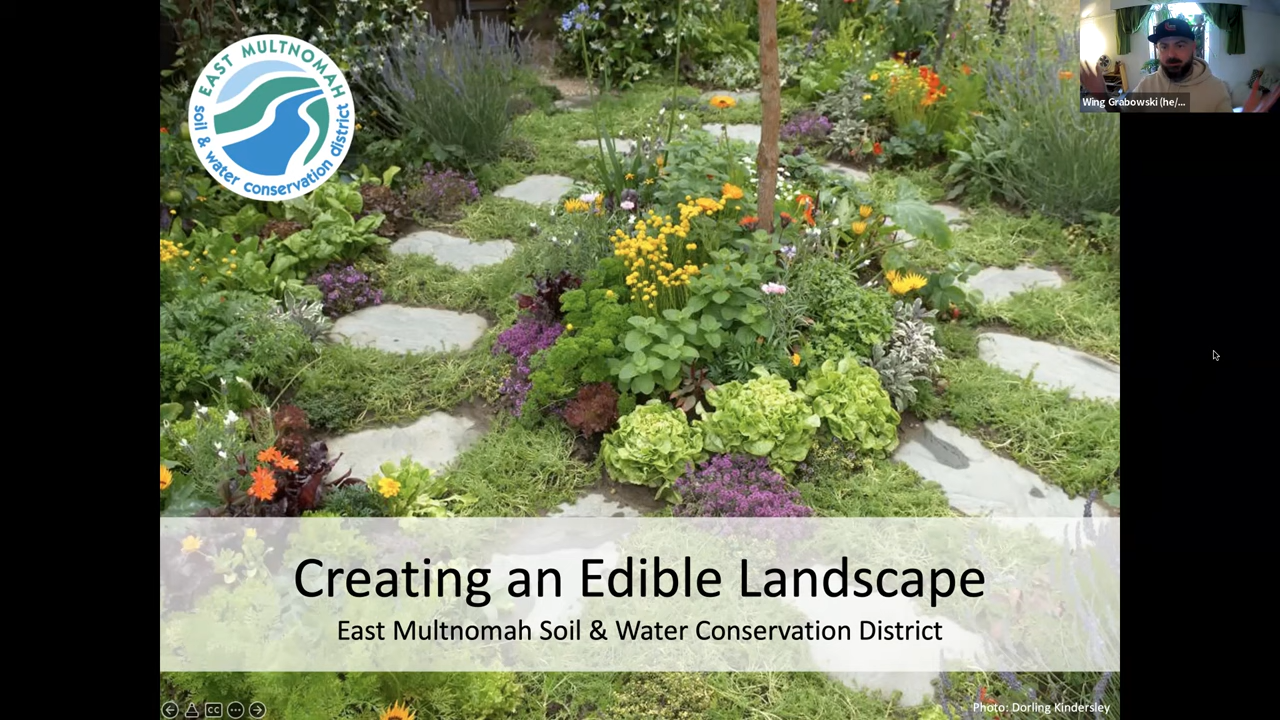 EAST MULTNOMAH
soil & water conservation district
Wing Grabowski (he/...
Creating an Edible Landscape
East Multnomah Soil & Water Conservation District
CC
Photo: Dorling Kindersley